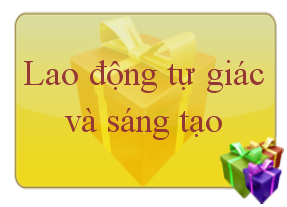 Lao động tự giác
và sáng tạo